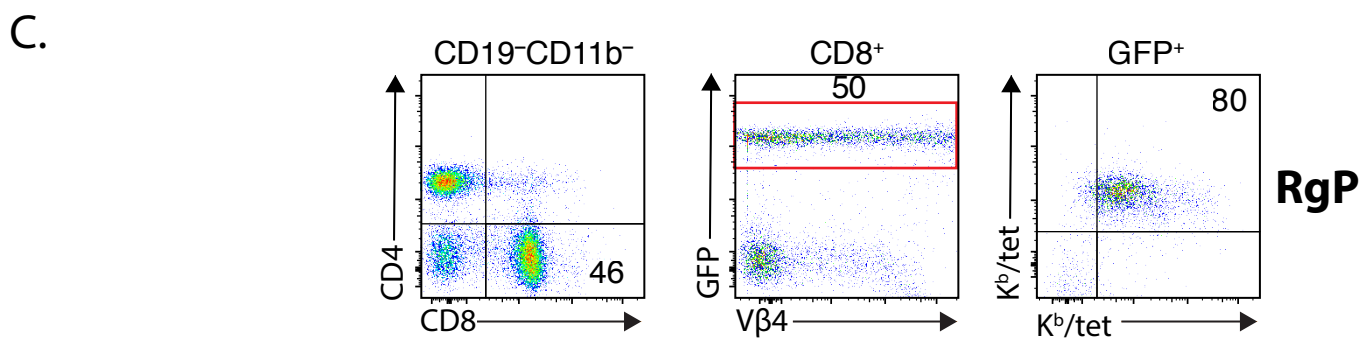 C.
CD19⁻CD11b⁻
CD8⁺
GFP⁺
50
80
46
CD4
GFP
Kᵇ/tet
RgP
CD8
Vβ4
Kᵇ/tet